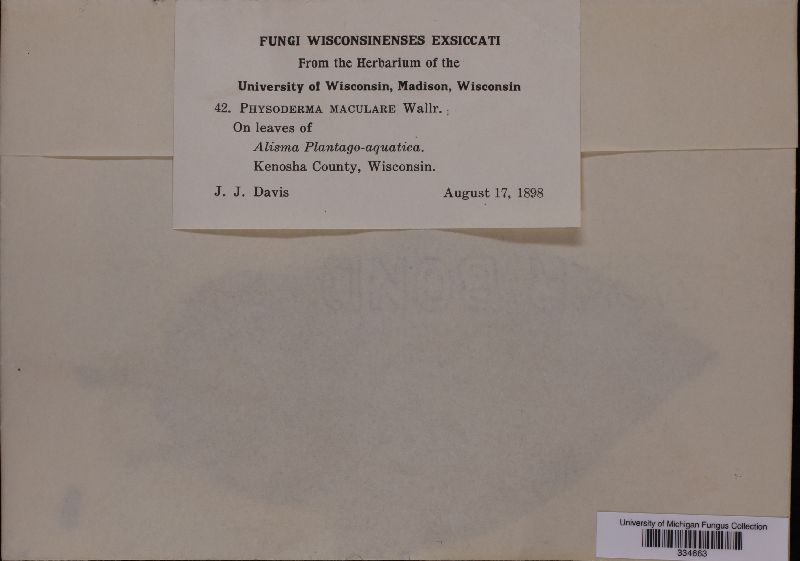 FUNGI WISCONSINENSES EXSICCATI
From the Herbarium of the
University of Wisconsin, Madison, Wisconsin
42. PHYSODERMA MACULARE Wallr.
On leaves of
Alisma Plantago-aquatica.
Kenosha County, Wisconsin.
J. J. Davis August 17, 1898
University of Michigan Fungus Collection
334663